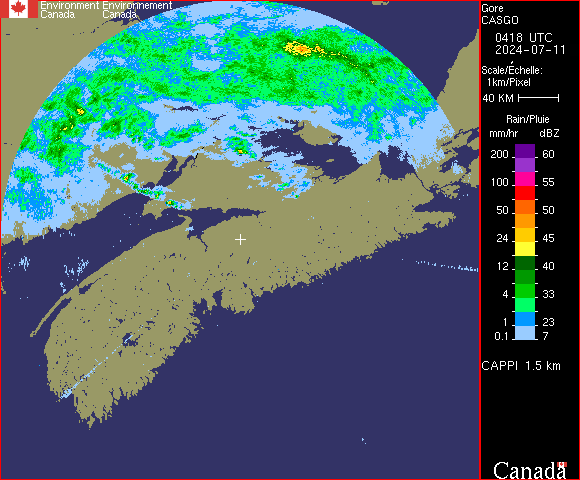 Environment Environnement
Canada Canada
Gore
CASGO
0418 UTC
2024-07-11
Scale/Échelle:
1km/Pixel
40 KM
Rain/Pluie
mm/hr dBZ
200 60
100 55
50 50
24 45
12 40
4 33
1 23
0.1 7
CAPPI 1.5 km
Canada